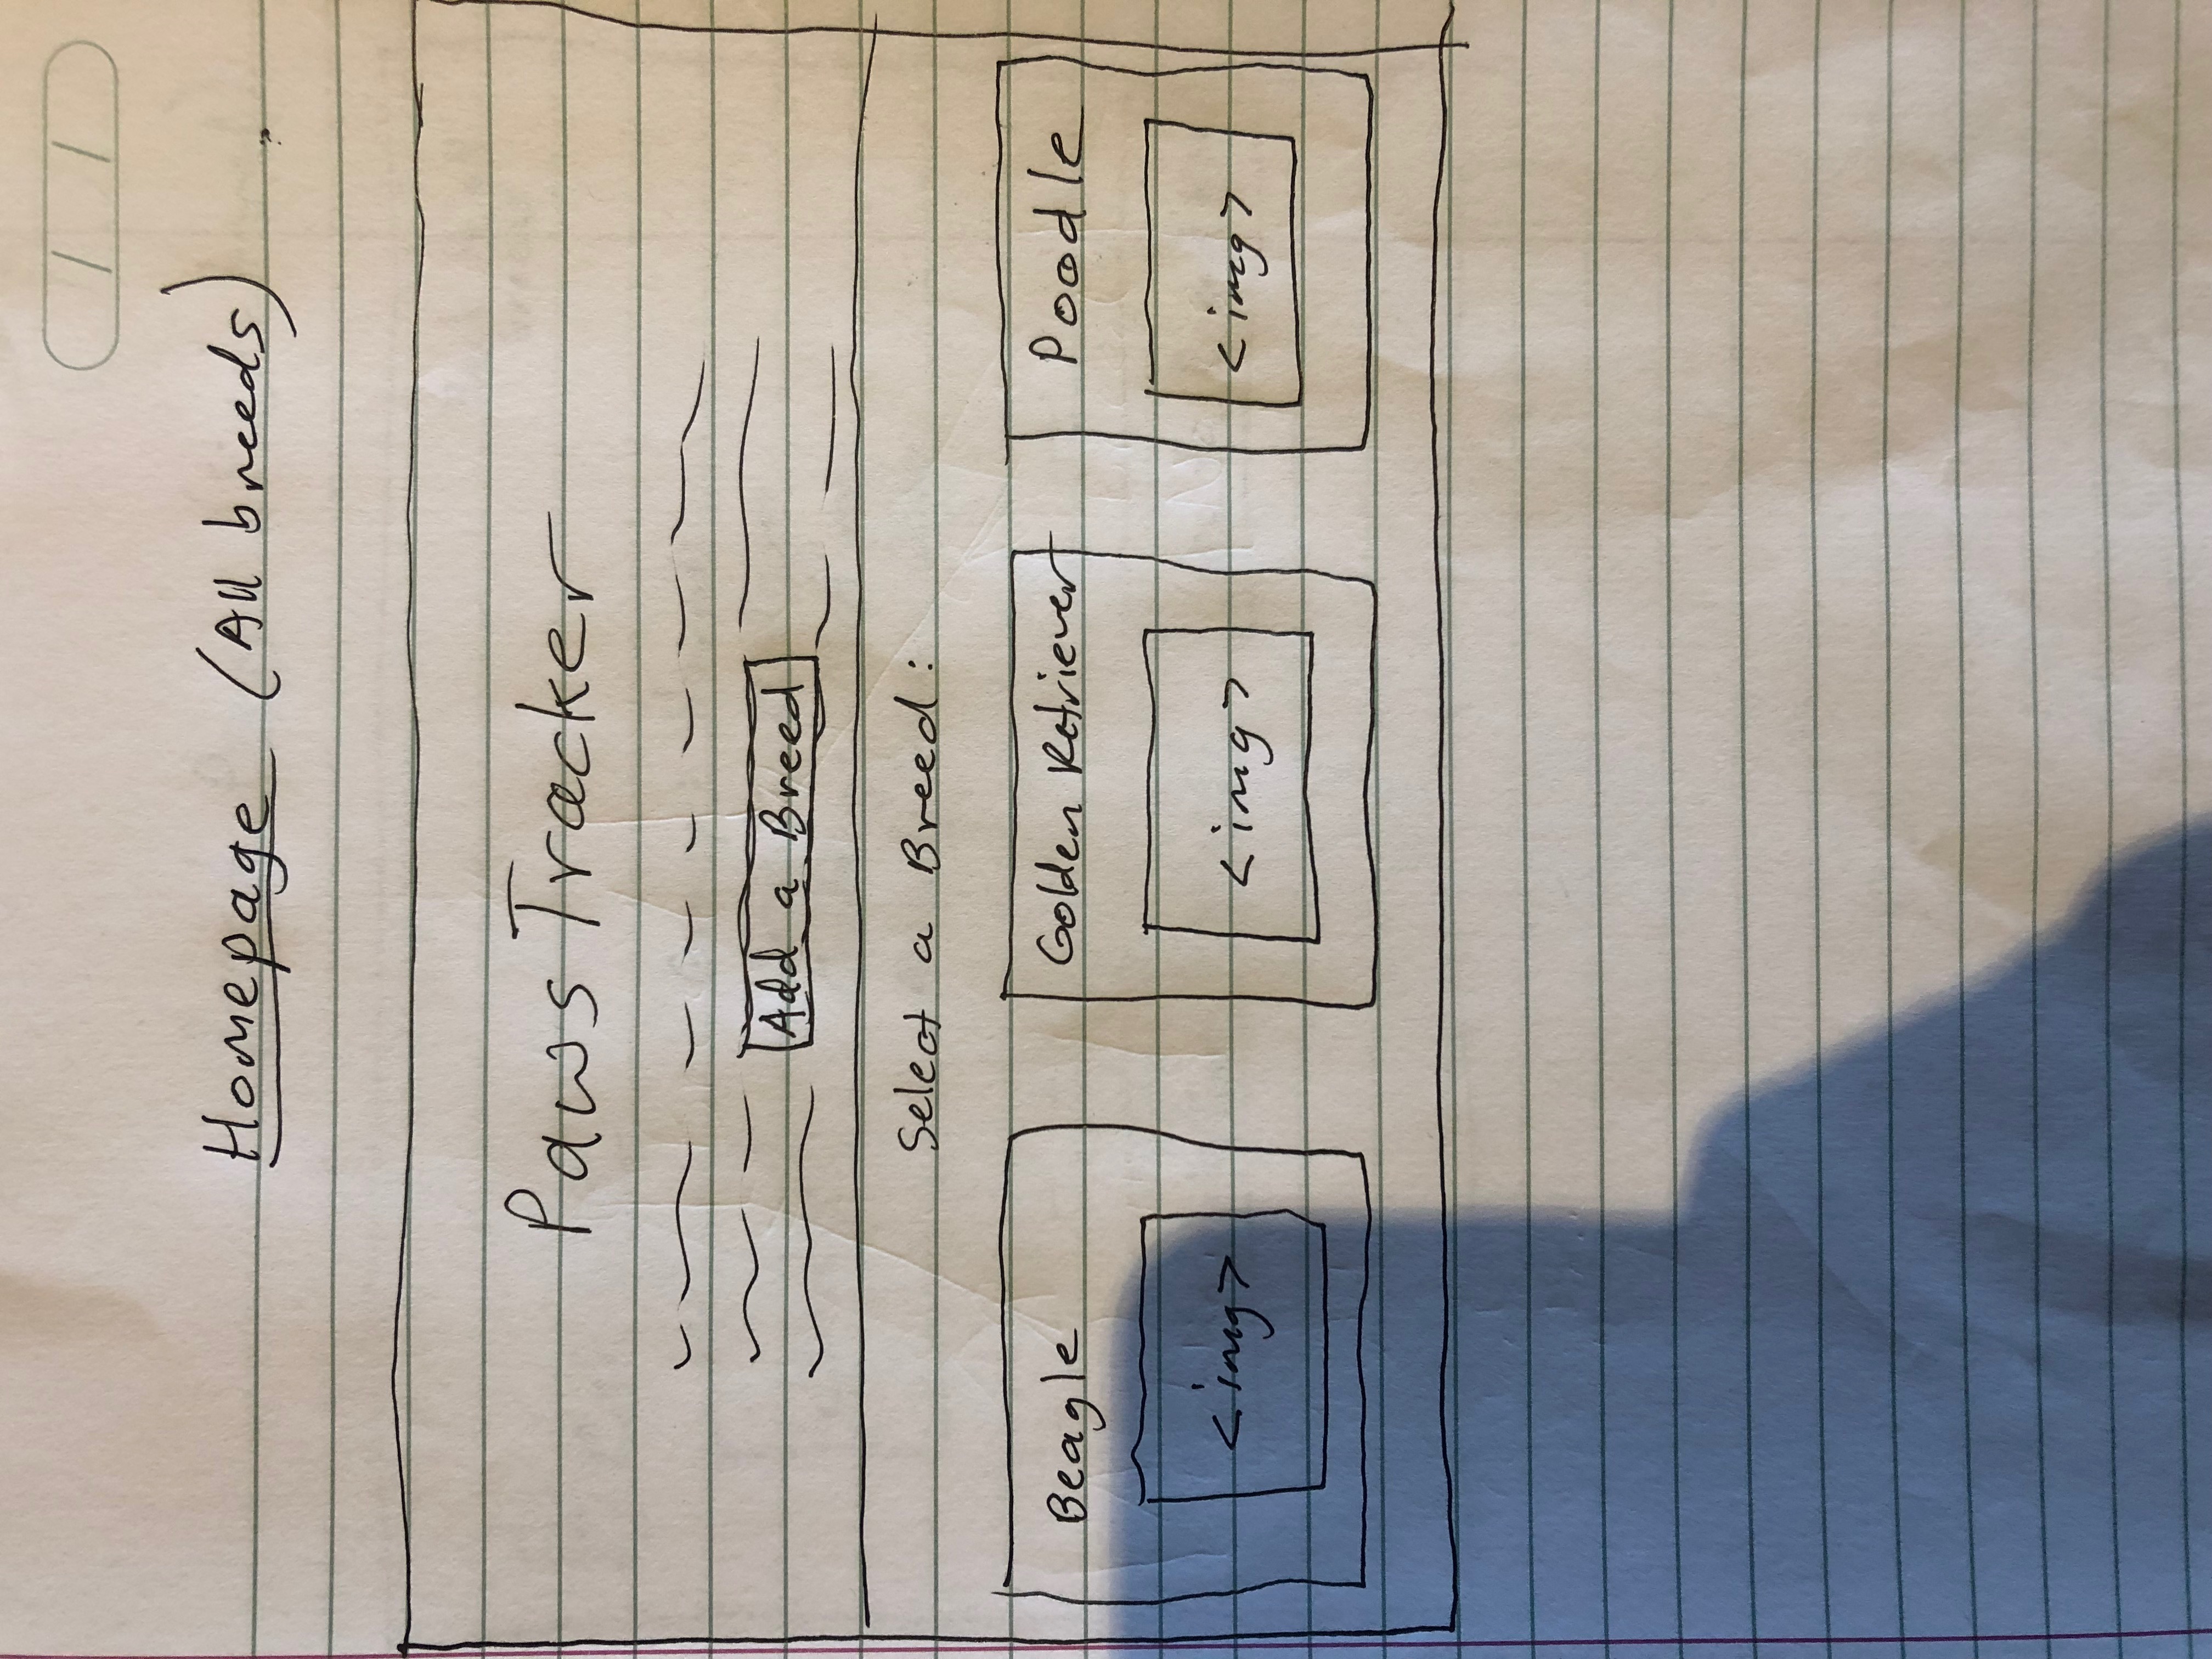 Homepage (All breeds)
Paws Tracker
Add a Breed
Select a Breed:
Beagle Golden Retriever Poodle
<img> <img> <img>